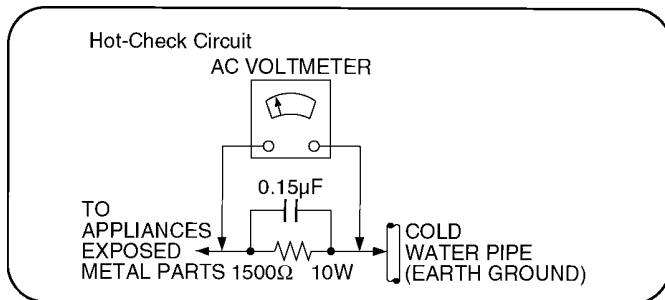 Hot-Check Circuit
AC VOLTMETER
0.15µF
TO
APPLIANCES
EXPOSED
METAL PARTS
1500Ω 10W
COLD
WATER PIPE
(EARTH GROUND)